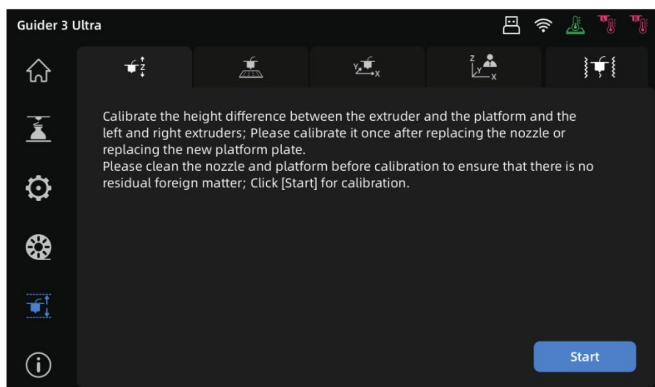 Guider 3 Ultra
Calibrate the height difference between the extruder and the platform and the
left and right extruders; Please calibrate it once after replacing the nozzle or
replacing the new platform plate.
Please clean the nozzle and platform before calibration to ensure that there is no
residual foreign matter; Click [Start] for calibration.
Start